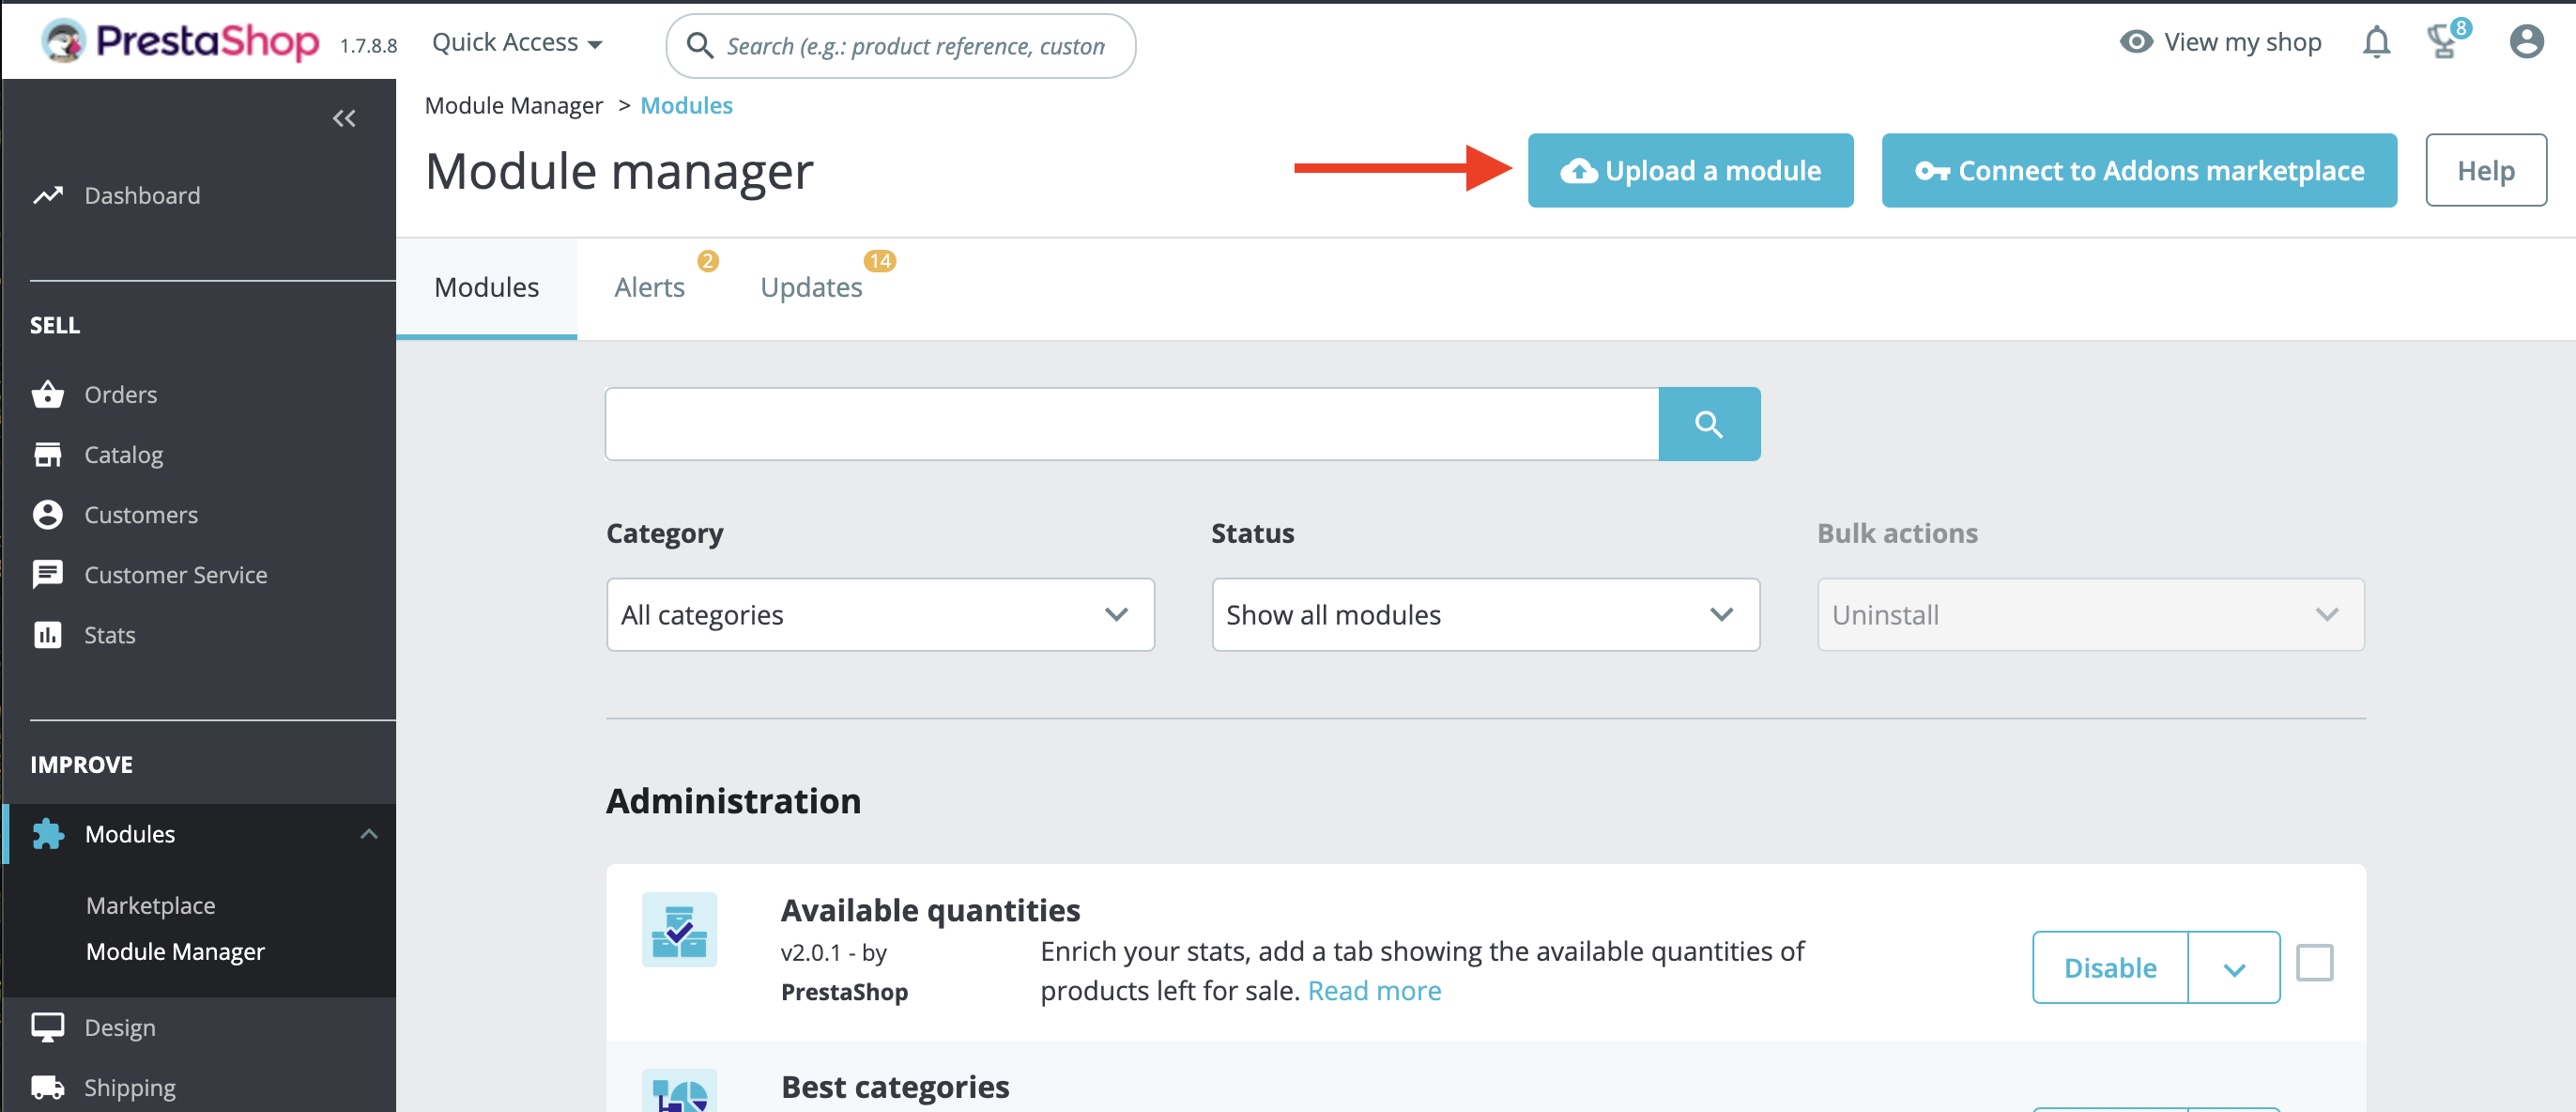 PrestaShop 1.7.8.8 Quick Access Search (e.g.: product reference, custom View my shop 8
Module Manager > Modules
Module manager
Upload a module
Connect to Addons marketplace
Help
Dashboard
SELL
Orders
Catalog
Customers
Customer Service
Stats
IMPROVE
Modules
Marketplace
Module Manager
Design
Shipping
Modules
Alerts 2
Updates 14
Category
All categories
Status
Show all modules
Bulk actions
Uninstall
Administration
Available quantities
v2.0.1 - by
PrestaShop
Enrich your stats, add a tab showing the available quantities of
products left for sale. Read more
Disable
Best categories